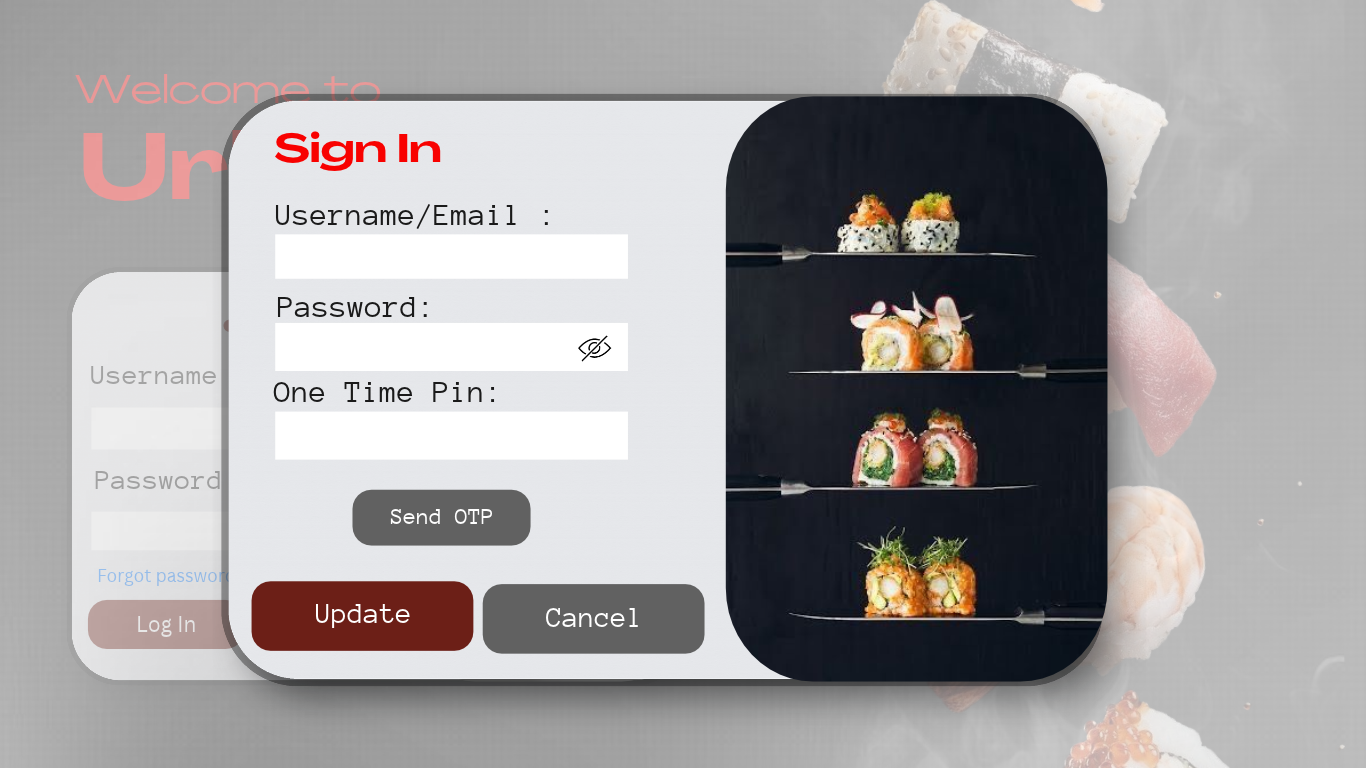 Welcome to
Sign In
Username/Email :
Password:
One Time Pin:
Send OTP
Update
Cancel
Username
Password
Forgot password
Log In